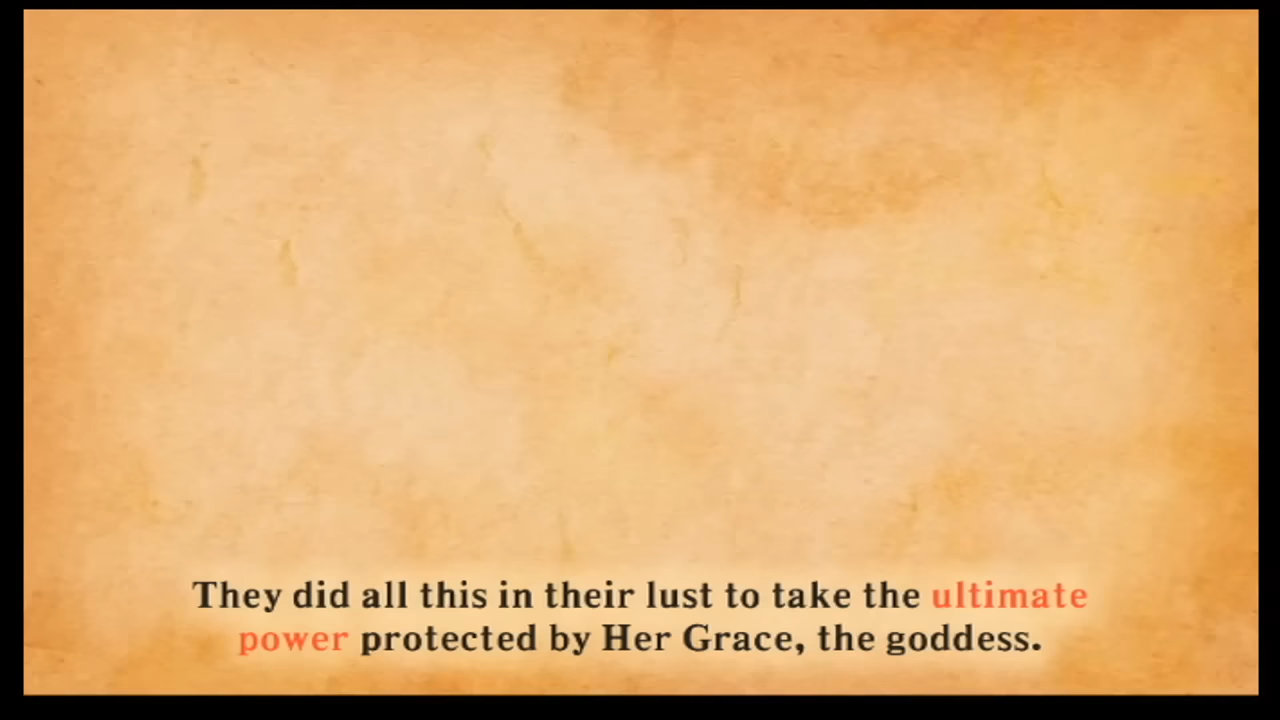 They did all this in their lust to take the ultimate
power protected by Her Grace, the goddess.